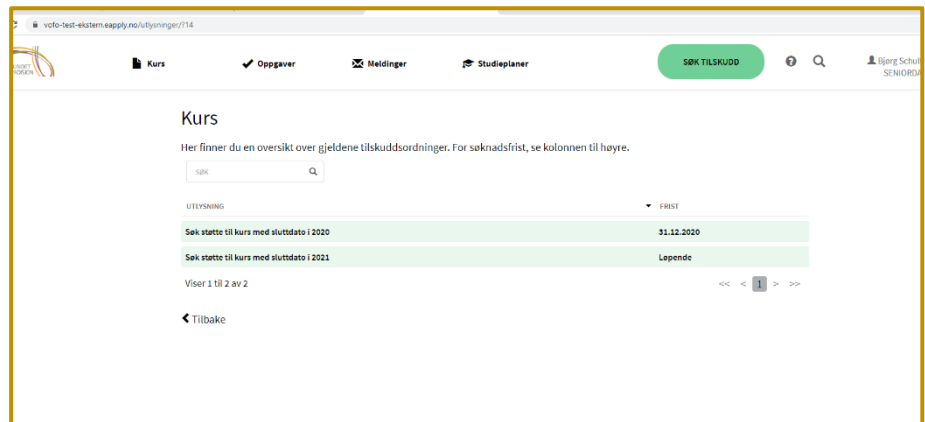 vofo-test-ekstern.eapply.no/utlysninger/?14
Kurs
Oppgaver
Meldinger
Studieplaner
SØK TILSKUDD
Bjørg Schul
SENIORDA
Kurs
Her finner du en oversikt over gjeldene tilskuddsordninger. For søknadsfrist, se kolonnen til høyre.
SØK
UTLYSNING FRIST
Søk støtte til kurs med sluttdato i 2020 31.12.2020
Søk støtte til kurs med sluttdato i 2021 Løpende
Viser 1 til 2 av 2 << < 1 > >>
Tilbake